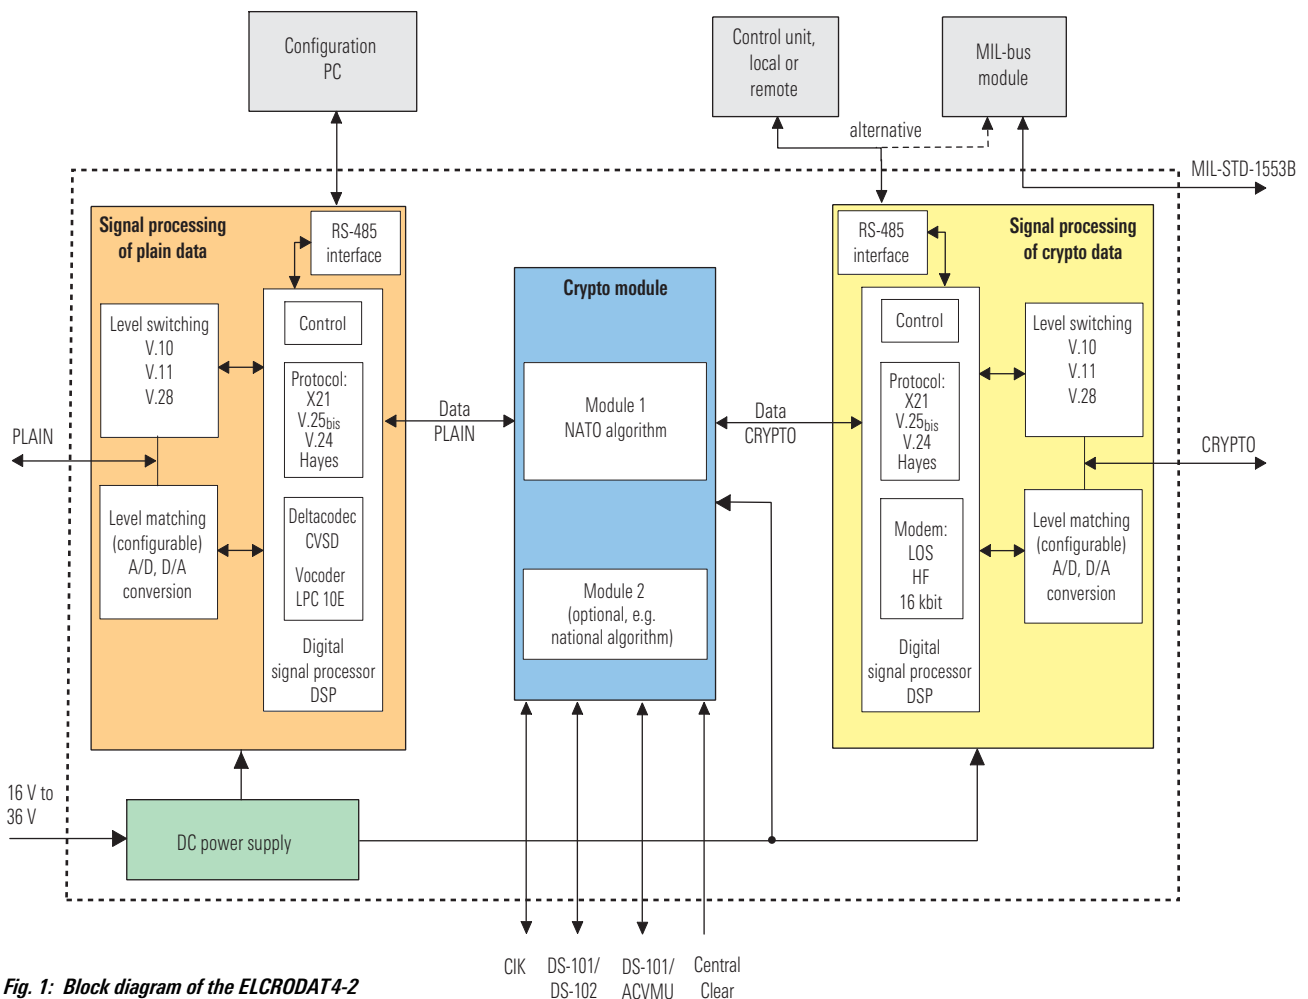 Configuration
PC
Control unit,
local or
remote
MIL-bus
module
alternative
MIL-STD-1553B
Signal processing
of plain data
RS-485
interface
Control
Level switching
V.10
V.11
V.28
Protocol:
X21
V.25bis
V.24
Hayes
PLAIN
Level matching
(configurable)
A/D, D/A
conversion
Deltacodec
CVSD
Vocoder
LPC 10E
Digital
signal processor
DSP
Data
PLAIN
Crypto module
Module 1
NATO algorithm
Module 2
(optional, e.g.
national algorithm)
Data
CRYPTO
Signal processing
of crypto data
RS-485
interface
Control
Protocol:
X21
V.25bis
V.24
Hayes
Modem:
LOS
HF
16 kbit
Digital
signal processor
DSP
Level switching
V.10
V.11
V.28
CRYPTO
Level matching
(configurable)
A/D, D/A
conversion
16 V to
36 V
DC power supply
CIK
DS-101/
DS-102
DS-101/
ACVMU
Central
Clear
Fig. 1: Block diagram of the ELCRODAT4-2